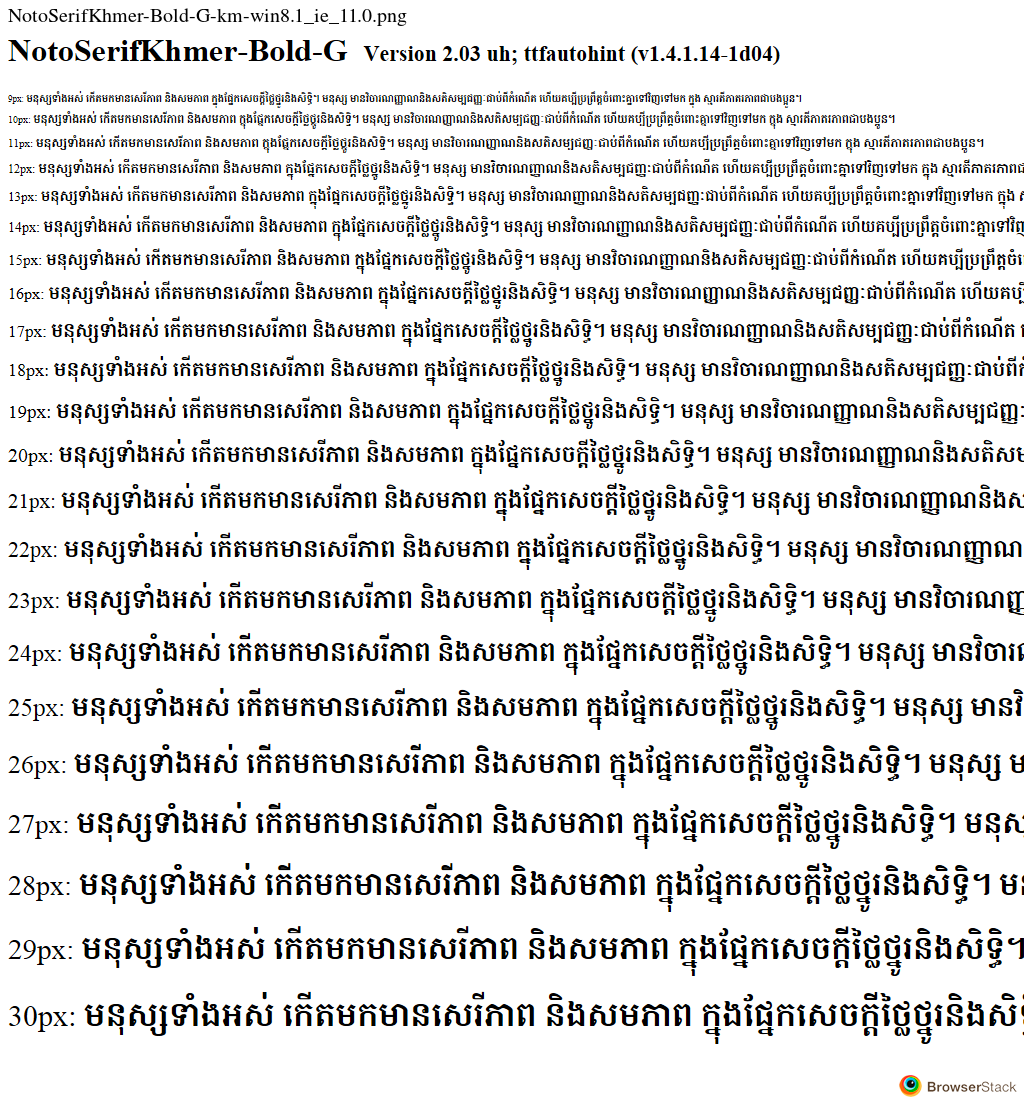 NotoSerifKhmer-Bold-G-km-win8.1_ie_11.0.png
NotoSerifKhmer-Bold-G Version 2.03 uh; ttfautohint (v1.4.1.14-1d04)
9px: មនុស្សទាំងអស់ កើតមកមានសេរីភាព និងសមភាព ក្នុងផ្នែកសេចក្ដីថ្លៃថ្នូរនិងសិទ្ធិ។ មនុស្ស មានវិចារណញ្ញាណនិងសតិសម្បជញ្ញៈជាប់ពីកំណើត ហើយគប្បីប្រព្រឹត្ដចំពោះគ្នាទៅវិញទៅមក ក្នុង ស្មារតីភាតរភាពជាបងប្អូន។
10px: មនុស្សទាំងអស់ កើតមកមានសេរីភាព និងសមភាព ក្នុងផ្នែកសេចក្ដីថ្លៃថ្នូរនិងសិទ្ធិ។ មនុស្ស មានវិចារណញ្ញាណនិងសតិសម្បជញ្ញៈជាប់ពីកំណើត ហើយគប្បីប្រព្រឹត្ដចំពោះគ្នាទៅវិញទៅមក ក្នុង ស្មារតីភាតរភាពជាបងប្អូន។
11px: មនុស្សទាំងអស់ កើតមកមានសេរីភាព និងសមភាព ក្នុងផ្នែកសេចក្ដីថ្លៃថ្នូរនិងសិទ្ធិ។ មនុស្ស មានវិចារណញ្ញាណនិងសតិសម្បជញ្ញៈជាប់ពីកំណើត ហើយគប្បីប្រព្រឹត្ដចំពោះគ្នាទៅវិញទៅមក ក្នុង ស្មារតីភាតរភាពជាបងប្អូន។
12px: មនុស្សទាំងអស់ កើតមកមានសេរីភាព និងសមភាព ក្នុងផ្នែកសេចក្ដីថ្លៃថ្នូរនិងសិទ្ធិ។ មនុស្ស មានវិចារណញ្ញាណនិងសតិសម្បជញ្ញៈជាប់ពីកំណើត ហើយគប្បីប្រព្រឹត្ដចំពោះគ្នាទៅវិញទៅមក ក្នុង ស្មារតីភាតរភាពជ
13px: មនុស្សទាំងអស់ កើតមកមានសេរីភាព និងសមភាព ក្នុងផ្នែកសេចក្ដីថ្លៃថ្នូរនិងសិទ្ធិ។ មនុស្ស មានវិចារណញ្ញាណនិងសតិសម្បជញ្ញៈជាប់ពីកំណើត ហើយគប្បីប្រព្រឹត្ដចំពោះគ្នាទៅវិញទៅមក ក្នុង
14px: មនុស្សទាំងអស់ កើតមកមានសេរីភាព និងសមភាព ក្នុងផ្នែកសេចក្ដីថ្លៃថ្នូរនិងសិទ្ធិ។ មនុស្ស មានវិចារណញ្ញាណនិងសតិសម្បជញ្ញៈជាប់ពីកំណើត ហើយគប្បីប្រព្រឹត្ដចំពោះគ្នាទៅវិញ
15px: មនុស្សទាំងអស់ កើតមកមានសេរីភាព និងសមភាព ក្នុងផ្នែកសេចក្ដីថ្លៃថ្នូរនិងសិទ្ធិ។ មនុស្ស មានវិចារណញ្ញាណនិងសតិសម្បជញ្ញៈជាប់ពីកំណើត ហើយគប្បីប្រព្រឹត្ដចំ
16px: មនុស្សទាំងអស់ កើតមកមានសេរីភាព និងសមភាព ក្នុងផ្នែកសេចក្ដីថ្លៃថ្នូរនិងសិទ្ធិ។ មនុស្ស មានវិចារណញ្ញាណនិងសតិសម្បជញ្ញៈជាប់ពីកំណើត ហើយគប្បី
17px: មនុស្សទាំងអស់ កើតមកមានសេរីភាព និងសមភាព ក្នុងផ្នែកសេចក្ដីថ្លៃថ្នូរនិងសិទ្ធិ។ មនុស្ស មានវិចារណញ្ញាណនិងសតិសម្បជញ្ញៈជាប់ពីកំណើត
18px: មនុស្សទាំងអស់ កើតមកមានសេរីភាព និងសមភាព ក្នុងផ្នែកសេចក្ដីថ្លៃថ្នូរនិងសិទ្ធិ។ មនុស្ស មានវិចារណញ្ញាណនិងសតិសម្បជញ្ញៈជាប់ពីកំ
19px: មនុស្សទាំងអស់ កើតមកមានសេរីភាព និងសមភាព ក្នុងផ្នែកសេចក្ដីថ្លៃថ្នូរនិងសិទ្ធិ។ មនុស្ស មានវិចារណញ្ញាណនិងសតិសម្បជញ្ញៈ
20px: មនុស្សទាំងអស់ កើតមកមានសេរីភាព និងសមភាព ក្នុងផ្នែកសេចក្ដីថ្លៃថ្នូរនិងសិទ្ធិ។ មនុស្ស មានវិចារណញ្ញាណនិងសតិសម
21px: មនុស្សទាំងអស់ កើតមកមានសេរីភាព និងសមភាព ក្នុងផ្នែកសេចក្ដីថ្លៃថ្នូរនិងសិទ្ធិ។ មនុស្ស មានវិចារណញ្ញាណនិងស
22px: មនុស្សទាំងអស់ កើតមកមានសេរីភាព និងសមភាព ក្នុងផ្នែកសេចក្ដីថ្លៃថ្នូរនិងសិទ្ធិ។ មនុស្ស មានវិចារណញ្ញាណ
23px: មនុស្សទាំងអស់ កើតមកមានសេរីភាព និងសមភាព ក្នុងផ្នែកសេចក្ដីថ្លៃថ្នូរនិងសិទ្ធិ។ មនុស្ស មានវិចារណញ្ញ
24px: មនុស្សទាំងអស់ កើតមកមានសេរីភាព និងសមភាព ក្នុងផ្នែកសេចក្ដីថ្លៃថ្នូរនិងសិទ្ធិ។ មនុស្ស មានវិចារ
25px: មនុស្សទាំងអស់ កើតមកមានសេរីភាព និងសមភាព ក្នុងផ្នែកសេចក្ដីថ្លៃថ្នូរនិងសិទ្ធិ។ មនុស្ស មានវិ
26px: មនុស្សទាំងអស់ កើតមកមានសេរីភាព និងសមភាព ក្នុងផ្នែកសេចក្ដីថ្លៃថ្នូរនិងសិទ្ធិ។ មនុស្ស ម
27px: មនុស្សទាំងអស់ កើតមកមានសេរីភាព និងសមភាព ក្នុងផ្នែកសេចក្ដីថ្លៃថ្នូរនិងសិទ្ធិ។ មនុស
28px: មនុស្សទាំងអស់ កើតមកមានសេរីភាព និងសមភាព ក្នុងផ្នែកសេចក្ដីថ្លៃថ្នូរនិងសិទ្ធិ។ មន
29px: មនុស្សទាំងអស់ កើតមកមានសេរីភាព និងសមភាព ក្នុងផ្នែកសេចក្ដីថ្លៃថ្នូរនិងសិទ្ធិ។
30px: មនុស្សទាំងអស់ កើតមកមានសេរីភាព និងសមភាព ក្នុងផ្នែកសេចក្ដីថ្លៃថ្នូរនិងសិ
BrowserStack